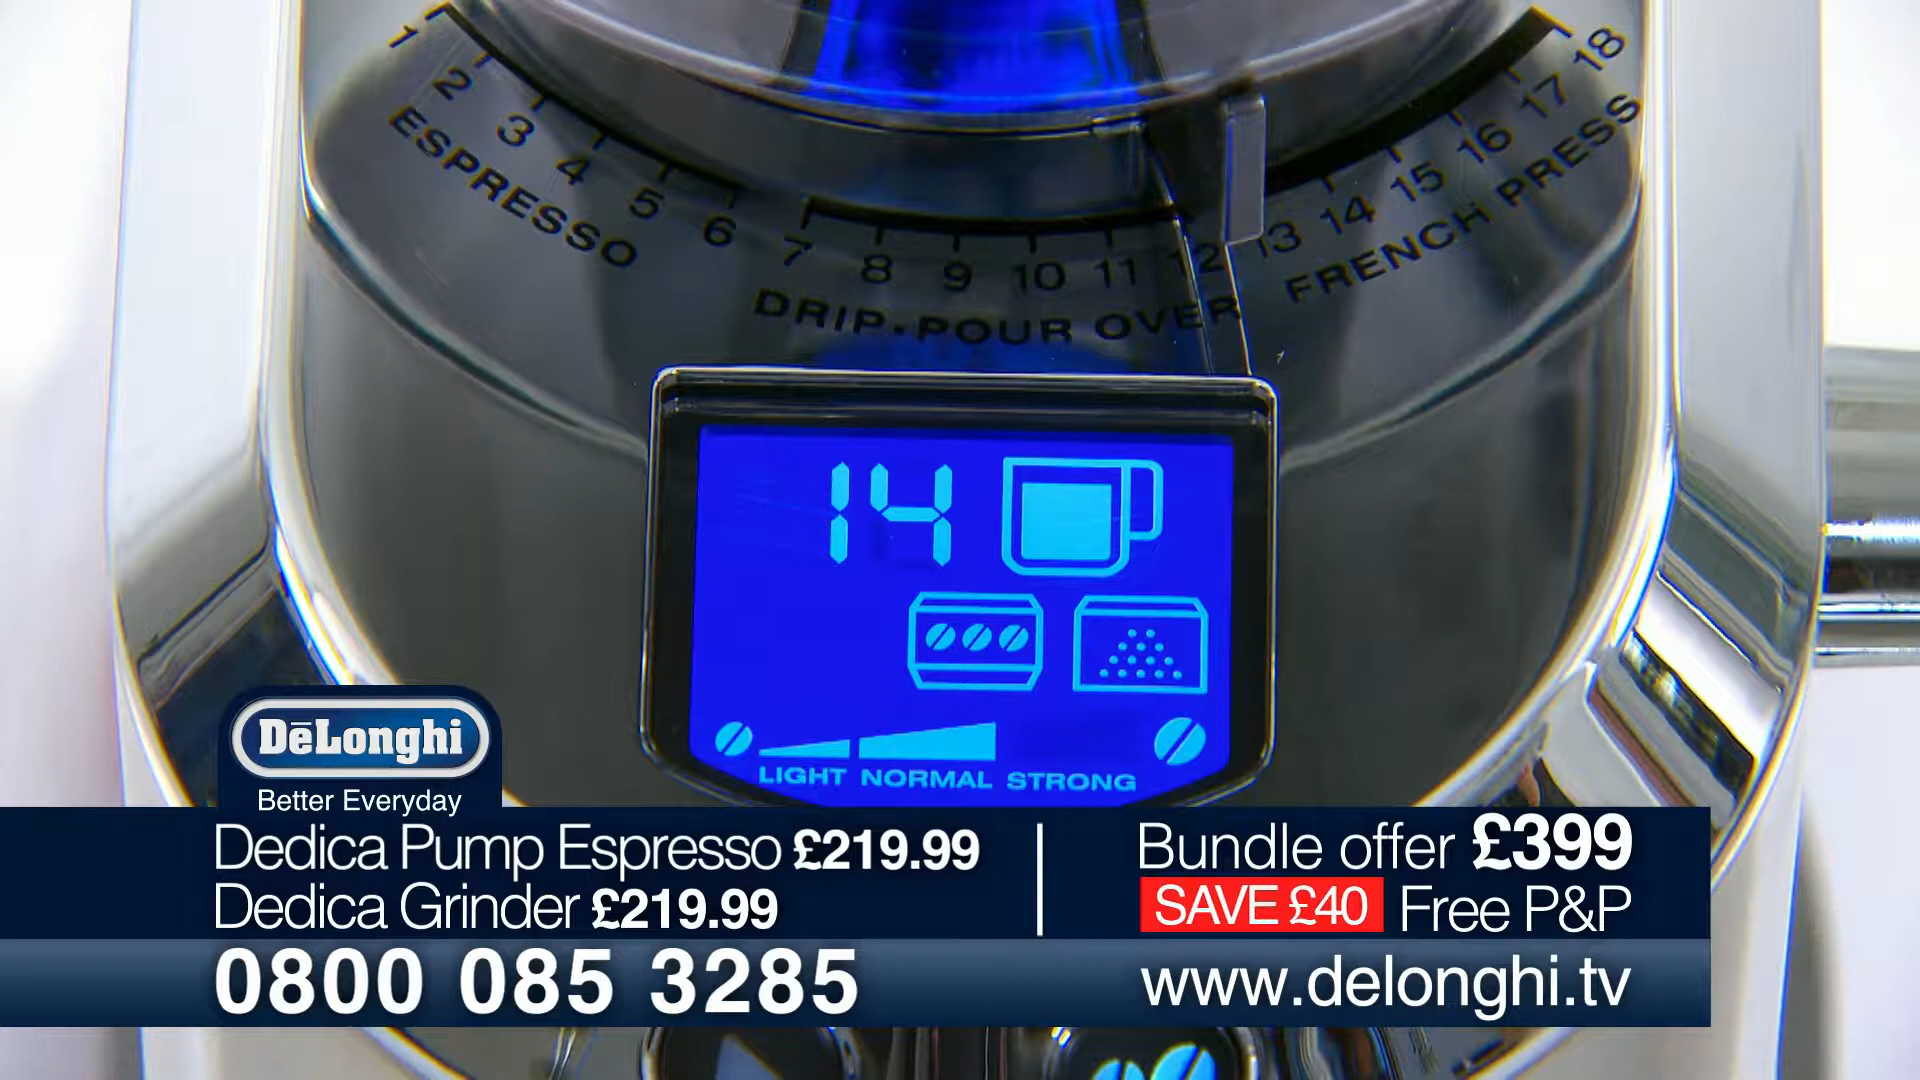 1 2 3 4 5 6 7 8 9 10 11 12 13 14 15 16 17 18
ESPRESSO
DRIP•POUR OVER
FRENCH PRESS
14
LIGHT NORMAL STRONG
DeLonghi
Better Everyday
Dedica Pump Espresso £219.99
Dedica Grinder £219.99
Bundle offer £399
SAVE £40 Free P&P
0800 085 3285
www.delonghi.tv